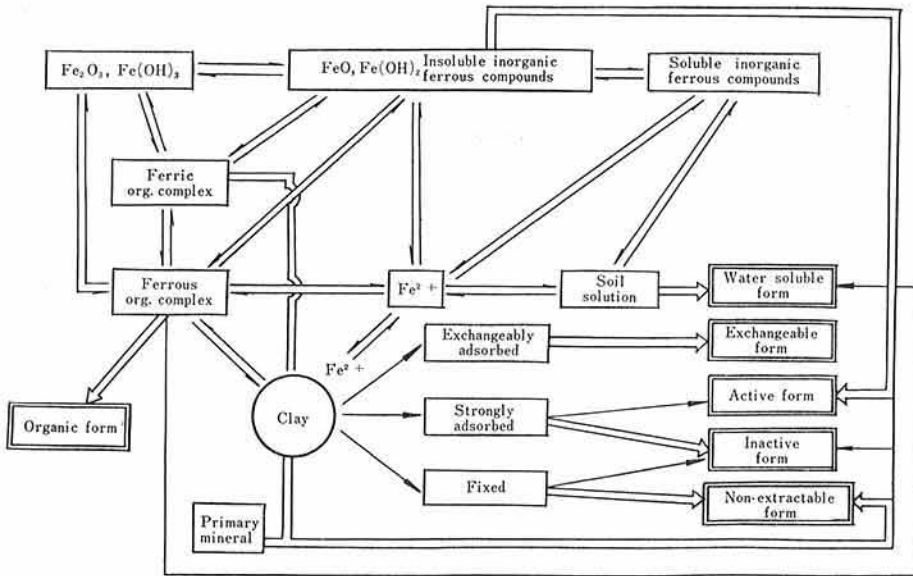 Fe₂O₃, Fe(OH)₃
FeO, Fe(OH)₂ Insoluble inorganic
ferrous compounds
Soluble inorganic
ferrous compounds
Ferric
org. complex
Ferrous
org. complex
Fe²⁺
Soil
solution
Water soluble
form
Exchangeably
adsorbed
Exchangeable
form
Fe²⁺
Clay
Strongly
adsorbed
Active form
Organic form
Inactive
form
Fixed
Non-extractable
form
Primary
mineral